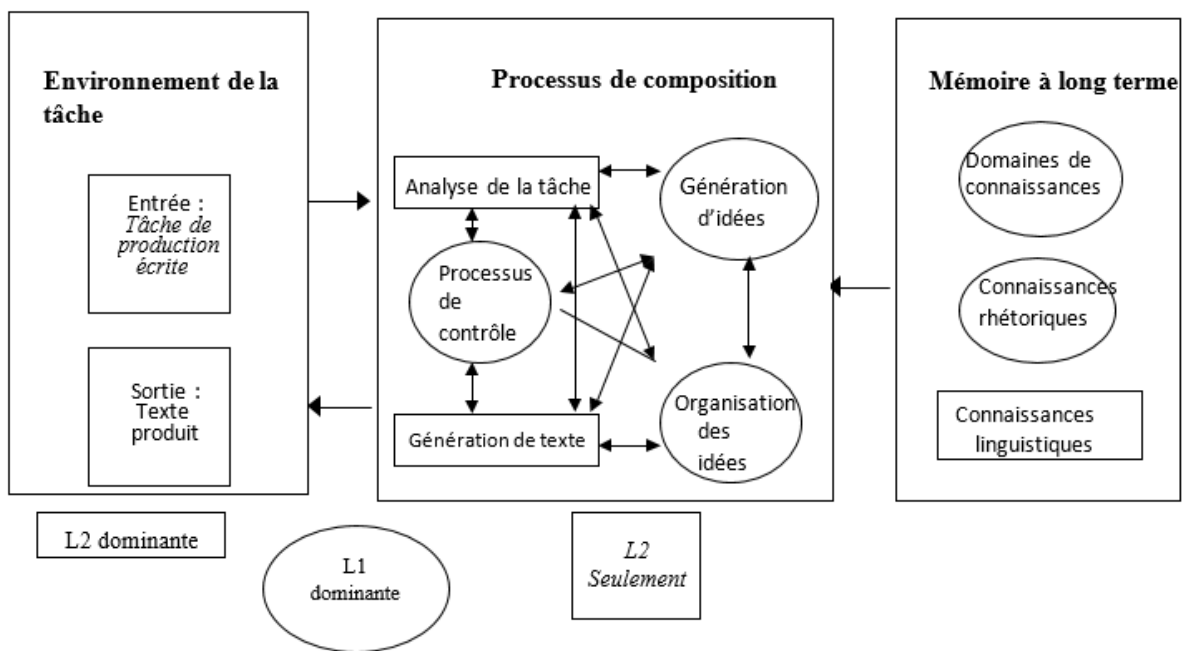 Environnement de la
tâche
Entrée :
Tâche de
production
écrite
Sortie :
Texte
produit
Processus de composition
Analyse de la tâche
Génération
d'idées
Processus
de
contrôle
Organisation
des
idées
Génération de texte
Mémoire à long terme
Domaines de
connaissances
Connaissances
rhétoriques
Connaissances
linguistiques
L2 dominante
L1
dominante
L2
Seulement